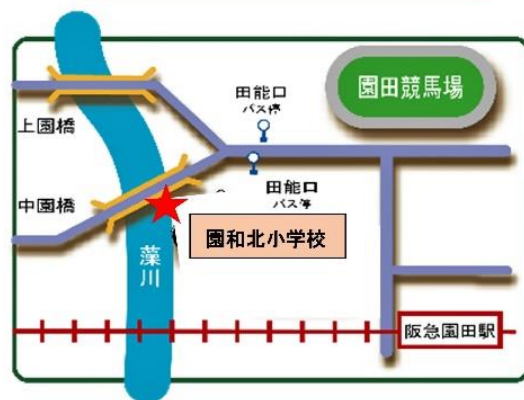 園田競馬場
田能口
バス停
上園橋
中園橋
田能口
バス停
園和北小学校
藻川
阪急園田駅